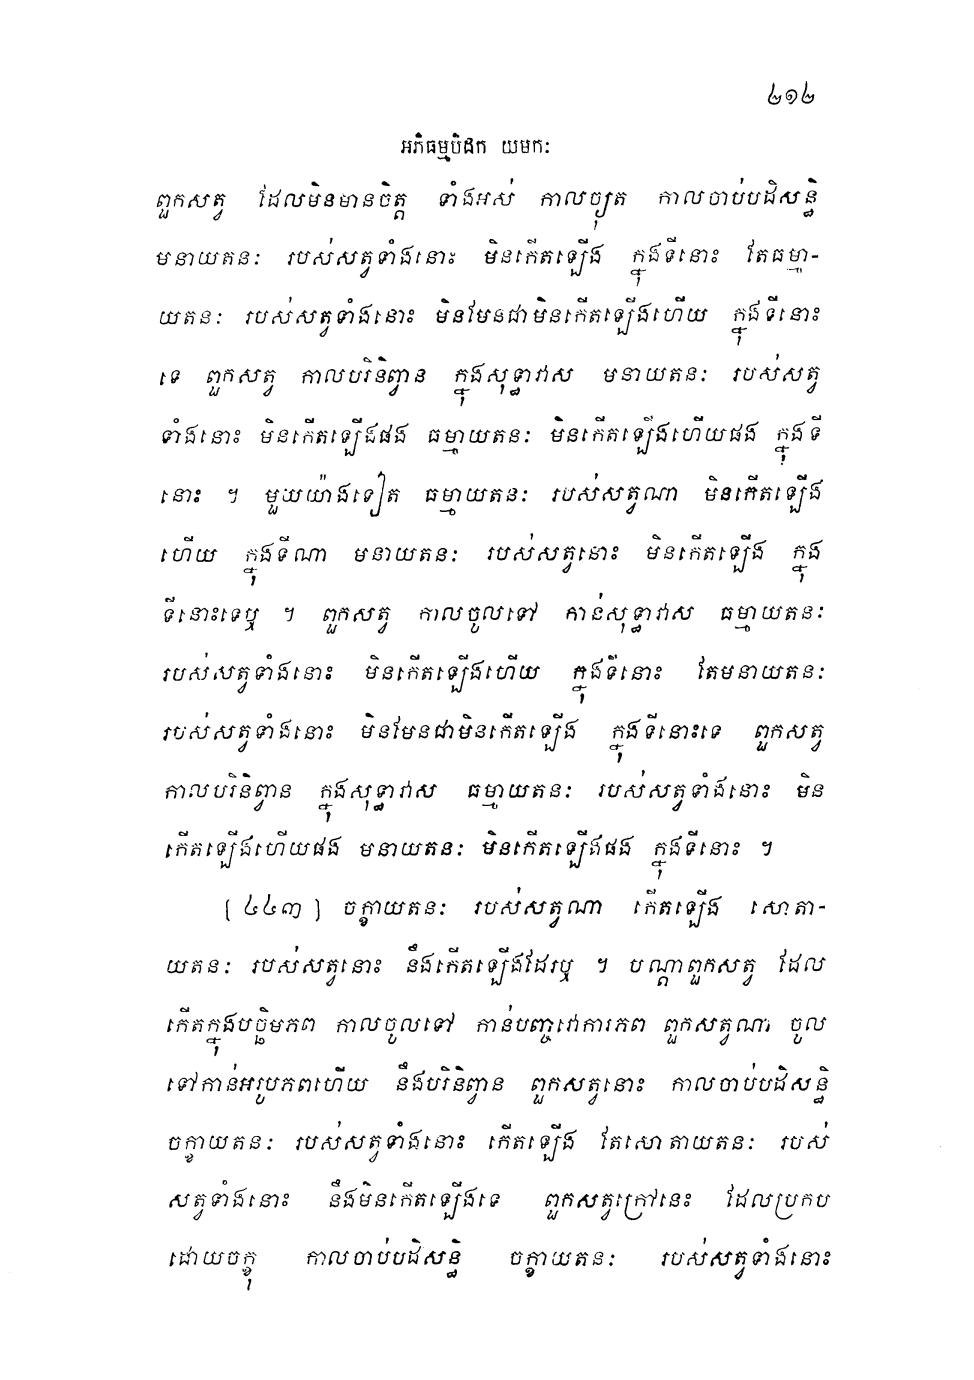 ៤១៤
អភិធម្មបិដក យមកៈ
ពួកសត្វ ដែលមិនមានចិត្ត ទាំងអស់ កាលច្យុត កាលចាប់បដិសន្ធិ
មនាយតនៈ របស់សត្វទាំងនោះ មិនកើតឡើង ក្នុងទីនោះ តែធម្មា-
យតនៈ របស់សត្វទាំងនោះ មិនមែនជាមិនកើតឡើងហើយ ក្នុងទីនោះ
ទេ ពួកសត្វ កាលបរិនិព្វាន ក្នុងសុទ្ធាវាស មនាយតនៈ របស់សត្វ
ទាំងនោះ មិនកើតឡើងផង ធម្មាយតនៈ មិនកើតឡើងហើយផង ក្នុងទី
នោះ ។ មួយយ៉ាងទៀត ធម្មាយតនៈ របស់សត្វណា មិនកើតឡើង
ហើយ ក្នុងទីណា មនាយតនៈ របស់សត្វនោះ មិនកើតឡើង ក្នុង
ទីនោះទេឬ ។ ពួកសត្វ កាលចូលទៅ កាន់សុទ្ធាវាស ធម្មាយតនៈ
របស់សត្វទាំងនោះ មិនកើតឡើងហើយ ក្នុងទីនោះ តែមនាយតនៈ
របស់សត្វទាំងនោះ មិនមែនជាមិនកើតឡើង ក្នុងទីនោះទេ ពួកសត្វ
កាលបរិនិព្វាន ក្នុងសុទ្ធាវាស ធម្មាយតនៈ របស់សត្វទាំងនោះ មិន
កើតឡើងហើយផង មនាយតនៈ មិនកើតឡើងផង ក្នុងទីនោះ ។
(៤៤៣) ចក្ខាយតនៈ របស់សត្វណា កើតឡើង សោតា-
យតនៈ របស់សត្វនោះ នឹងកើតឡើងដែរឬ ។ បណ្តាពួកសត្វ ដែល
កើតក្នុងបច្ឆិមភព កាលចូលទៅ កាន់បញ្ចវោការភព ពួកសត្វណា ចូល
ទៅកាន់អរូបភពហើយ នឹងបរិនិព្វាន ពួកសត្វនោះ កាលចាប់បដិសន្ធិ
ចក្ខាយតនៈ របស់សត្វទាំងនោះ កើតឡើង តែសោតាយតនៈ របស់
សត្វទាំងនោះ នឹងមិនកើតឡើងទេ ពួកសត្វក្រៅនេះ ដែលប្រកប
ដោយចក្ខុ កាលចាប់បដិសន្ធិ ចក្ខាយតនៈ របស់សត្វទាំងនោះ